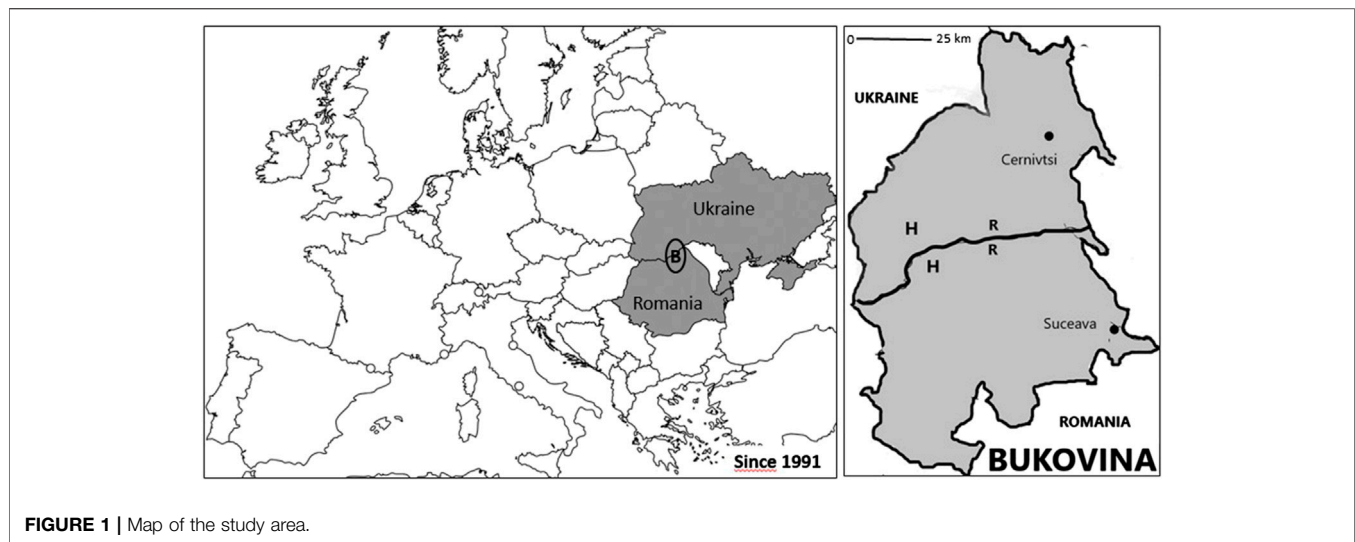 Ukraine
B
Romania
Since 1991
0 25 km
UKRAINE
Cernivtsi
H R
H R
Suceava
ROMANIA
BUKOVINA
FIGURE 1 | Map of the study area.